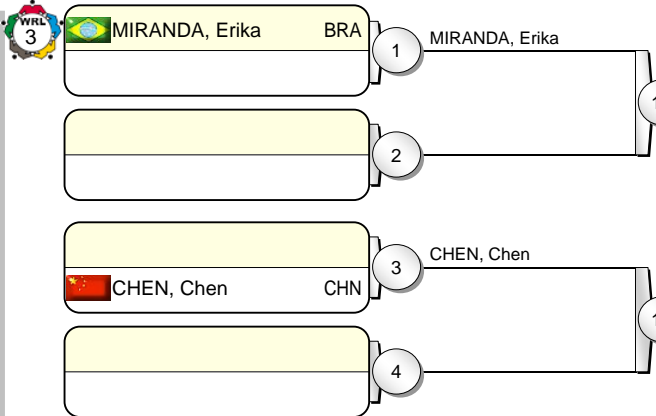 WRL
3
MIRANDA, Erika BRA
1
MIRANDA, Erika
2
3
CHEN, Chen
CHEN, Chen CHN
4